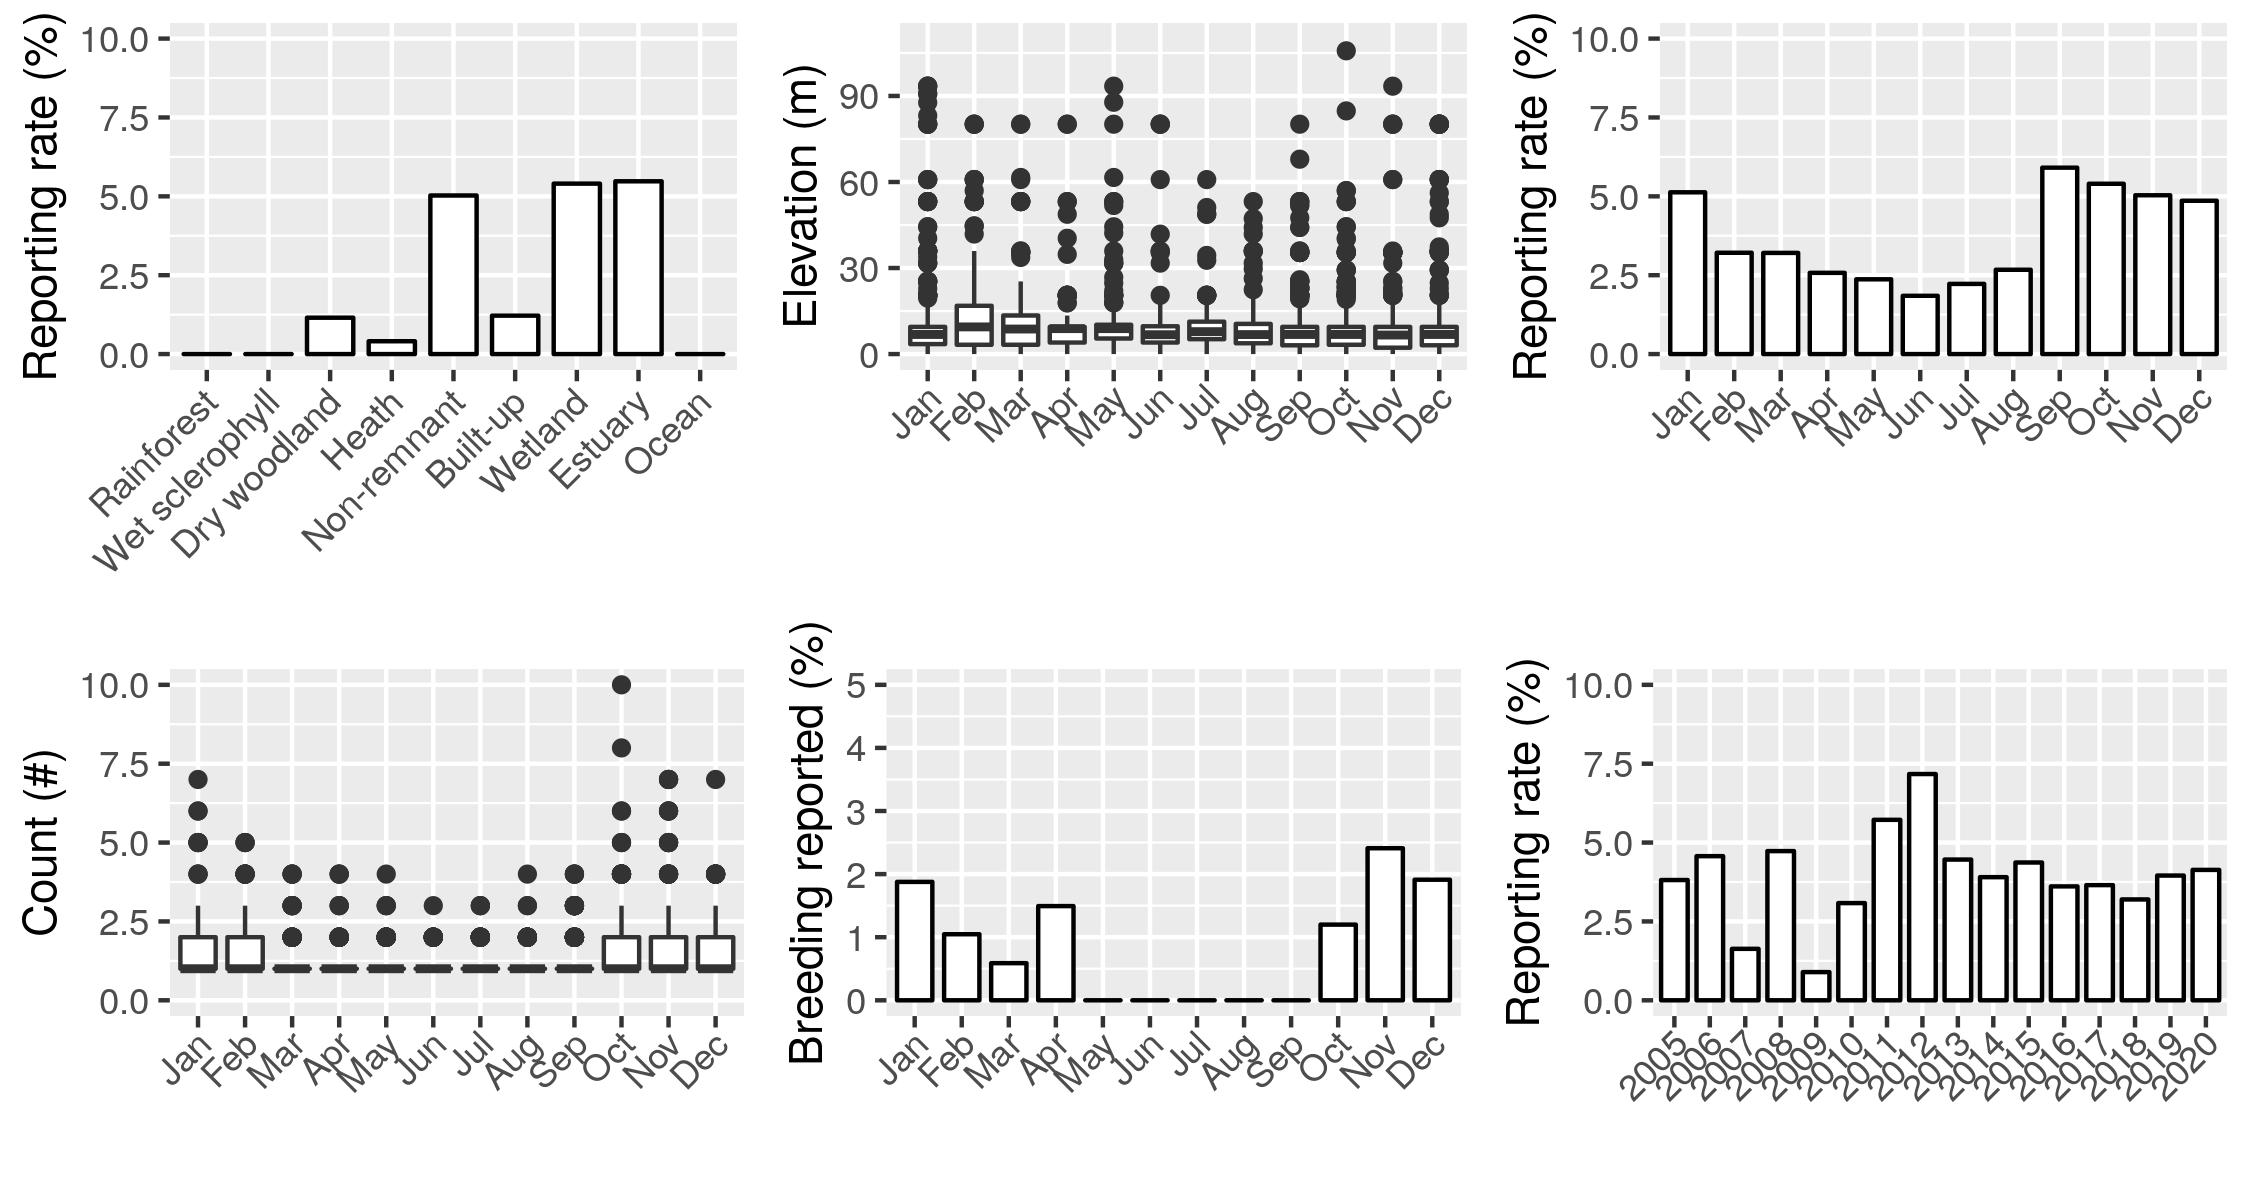 Reporting rate (%)
10.0
7.5
5.0
2.5
0.0
Rainforest
Wet sclerophyll
Dry woodland
Heath
Non-remnant
Built-up
Wetland
Estuary
Ocean
Elevation (m)
90
60
30
0
Jan Feb Mar Apr May Jun Jul Aug Sep Oct Nov Dec
Reporting rate (%)
10.0
7.5
5.0
2.5
0.0
Jan Feb Mar Apr May Jun Jul Aug Sep Oct Nov Dec
Count (#)
10.0
7.5
5.0
2.5
0.0
Jan Feb Mar Apr May Jun Jul Aug Sep Oct Nov Dec
Breeding reported (%)
5
4
3
2
1
0
Jan Feb Mar Apr May Jun Jul Aug Sep Oct Nov Dec
Reporting rate (%)
10.0
7.5
5.0
2.5
0.0
2005 2006 2007 2008 2009 2010 2011 2012 2013 2014 2015 2016 2017 2018 2019 2020